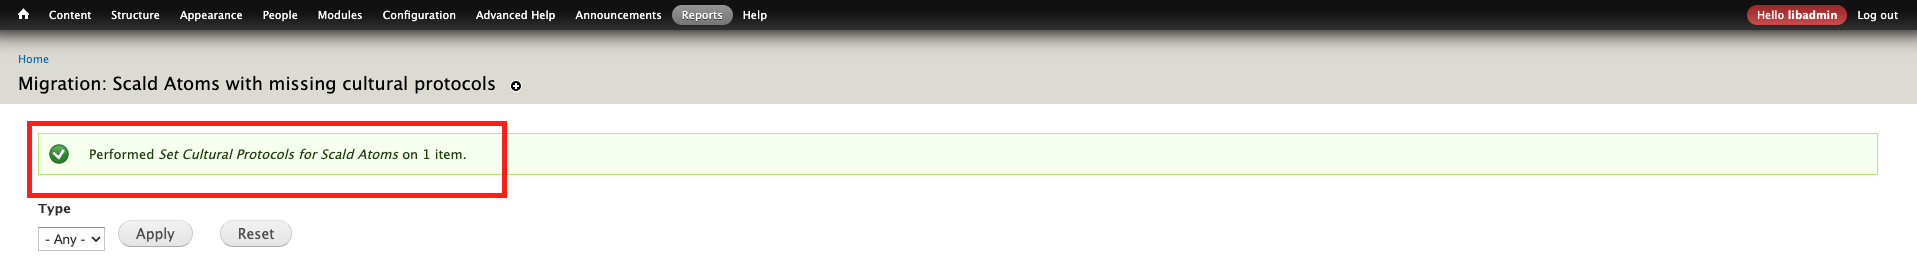 Content Structure Appearance People Modules Configuration Advanced Help Announcements Reports Help Hello libadmin Log out
Home
Migration: Scald Atoms with missing cultural protocols
Performed Set Cultural Protocols for Scald Atoms on 1 item.
Type
- Any - Apply Reset